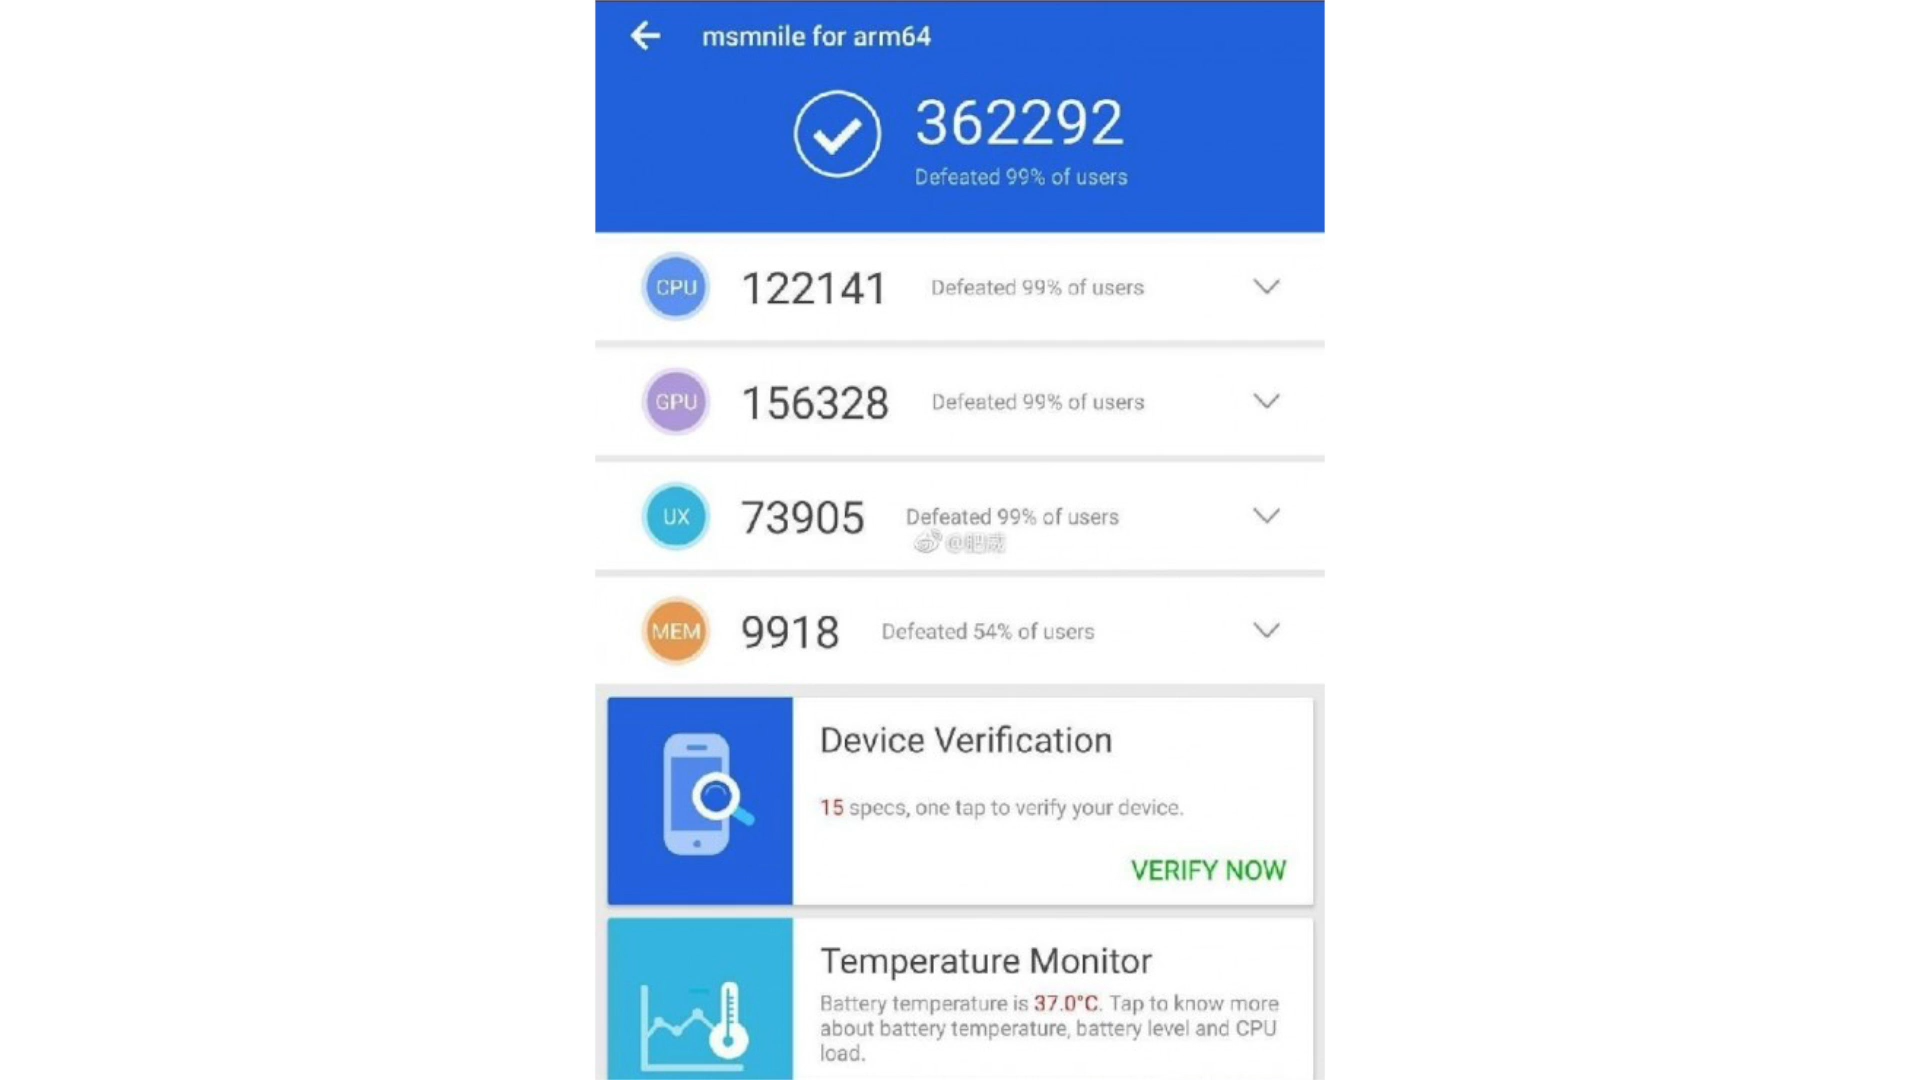 msmnile for arm64
362292
Defeated 99% of users
CPU 122141 Defeated 99% of users
GPU 156328 Defeated 99% of users
UX 73905 Defeated 99% of users
@肥威
MEM 9918 Defeated 54% of users
Device Verification
15 specs, one tap to verify your device.
VERIFY NOW
Temperature Monitor
Battery temperature is 37.0°C. Tap to know more
about battery temperature, battery level and CPU
load.